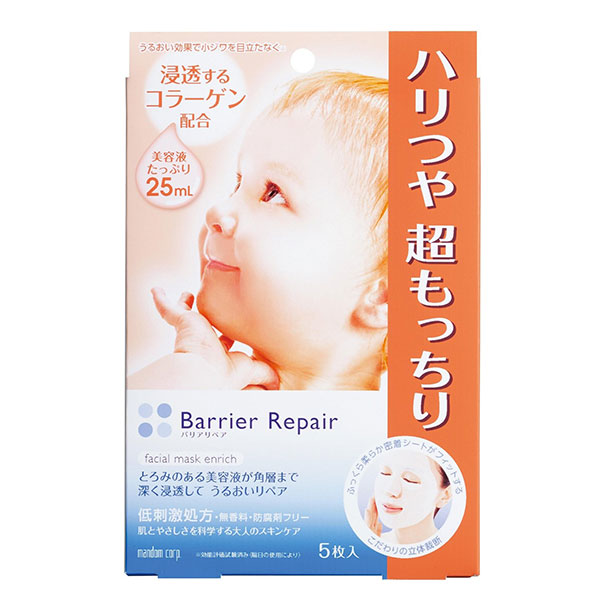 うるおい効果で小ジワを目立たなく。
浸透する
コラーゲン
配合
美容液
たっぷり
25mL
ハリつや 超もっちり
Barrier Repair
バリアリペア
facial mask enrich
とろみのある美容液が角層まで
深く浸透して うるおいリペア
低刺激処方・無香料・防腐剤フリー
肌とやさしさを科学する大人のスキンケア
mandom corp.
※効能評価試験済み(毎日の使用により)
5枚入
ふっくら柔らか密着シートがフィットする
こだわりの立体裁断